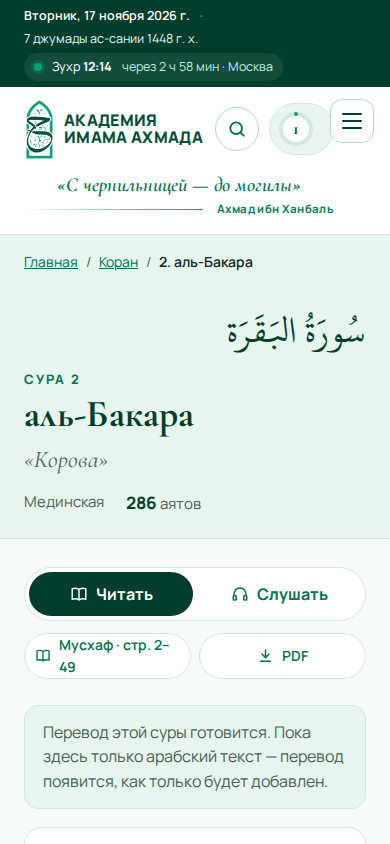 Вторник, 17 ноября 2026 г. ·
7 джумады ас-сании 1448 г. х.
Зухр 12:14 через 2 ч 58 мин · Москва
АКАДЕМИЯ
ИМАМА АХМАДА
1
«С чернильницей — до могилы»
Ахмад ибн Ханбаль
Главная / Коран / 2. аль-Бакара
سُورَةُ البَقَرَة
СУРА 2
аль-Бакара
«Корова»
Мединская 286 аятов
Читать Слушать
Мусхаф · стр. 2–
49
PDF
Перевод этой суры готовится. Пока
здесь только арабский текст — перевод
появится, как только будет добавлен.